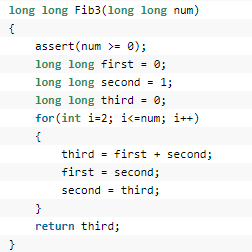 long long Fib3(long long num)
{
    assert(num >= 0);
    long long first = 0;
    long long second = 1;
    long long third = 0;
    for(int i=2; i<=num; i++)
    {
        third = first + second;
        first = second;
        second = third;
    }
    return third;
}